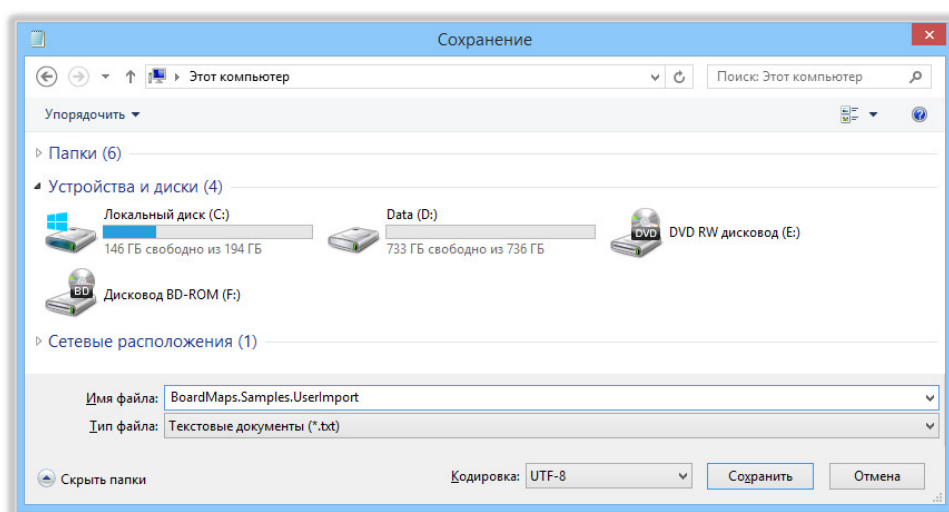 Сохранение
Этот компьютер
Поиск: Этот компьютер
Упорядочить
Папки (6)
Устройства и диски (4)
Локальный диск (C:)
146 ГБ свободно из 194 ГБ
Data (D:)
733 ГБ свободно из 736 ГБ
DVD
DVD RW дисковод (E:)
BD
Дисковод BD-ROM (F:)
Сетевые расположения (1)
Имя файла: BoardMaps.Samples.UserImport
Тип файла: Текстовые документы (*.txt)
Скрыть папки
Кодировка: UTF-8
Сохранить
Отмена